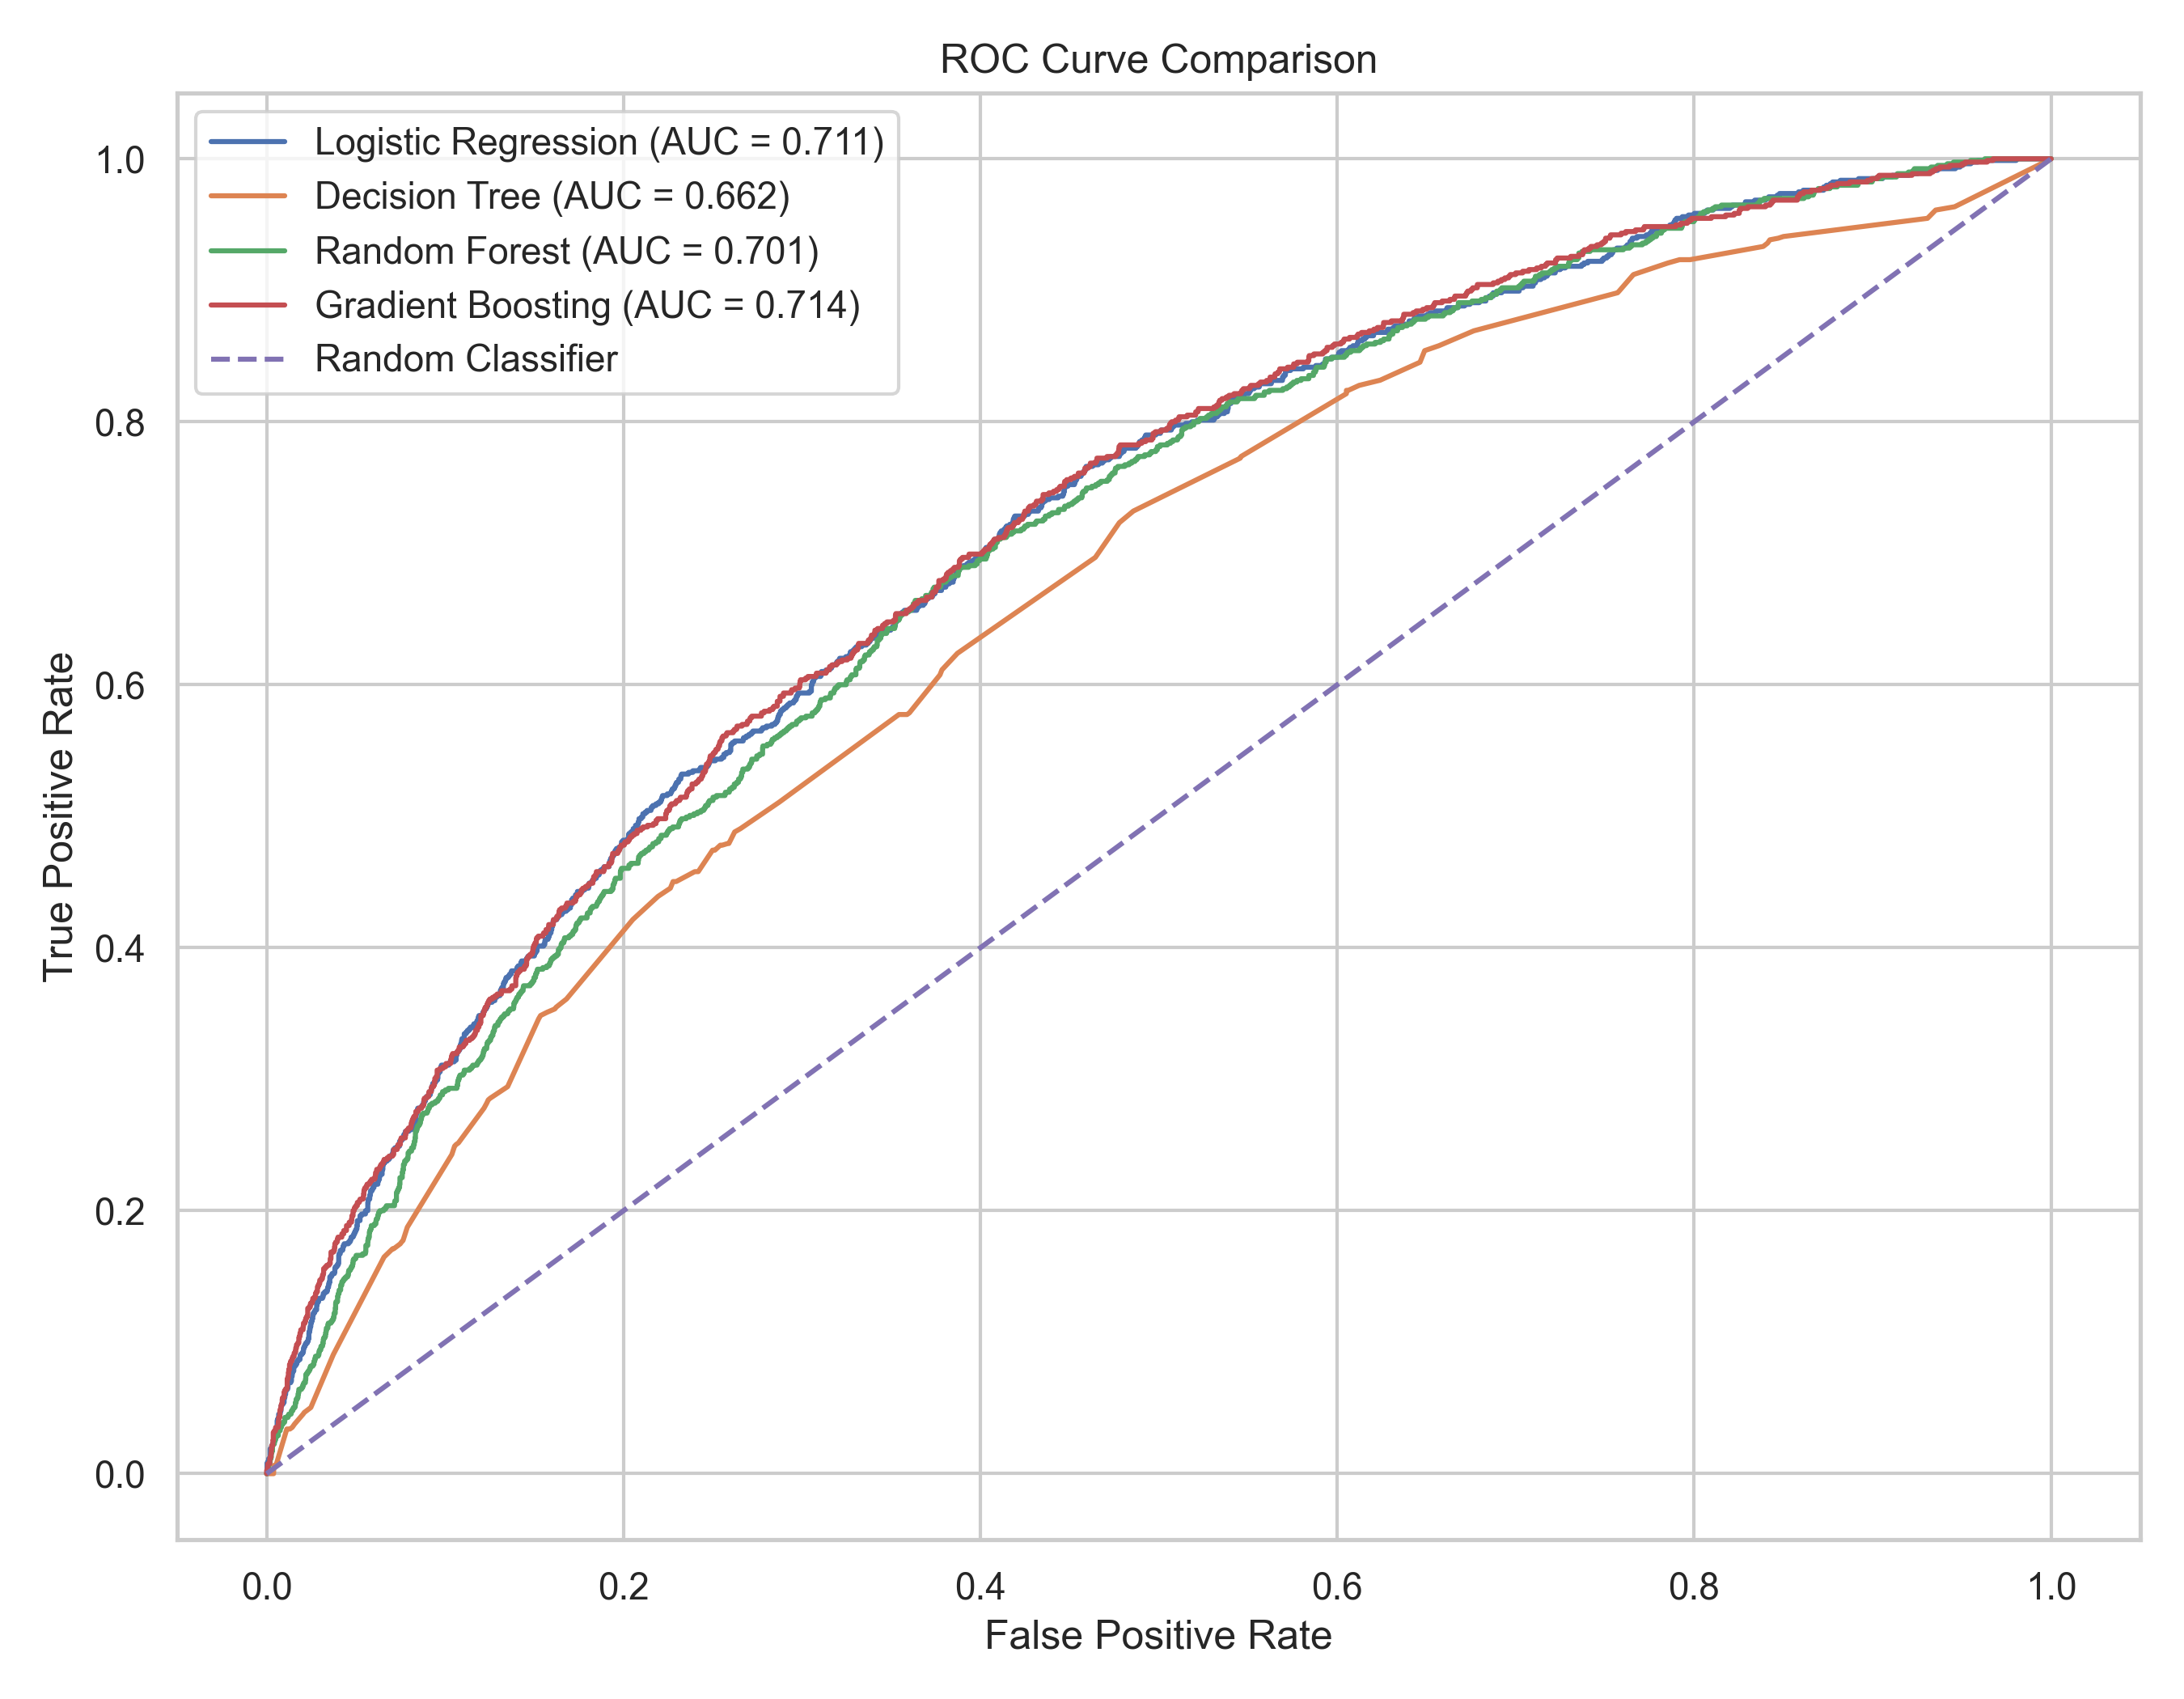 ROC Curve Comparison
Logistic Regression (AUC = 0.711)
Decision Tree (AUC = 0.662)
Random Forest (AUC = 0.701)
Gradient Boosting (AUC = 0.714)
Random Classifier
1.0
0.8
0.6
0.4
0.2
0.0
True Positive Rate
0.0 0.2 0.4 0.6 0.8 1.0
False Positive Rate